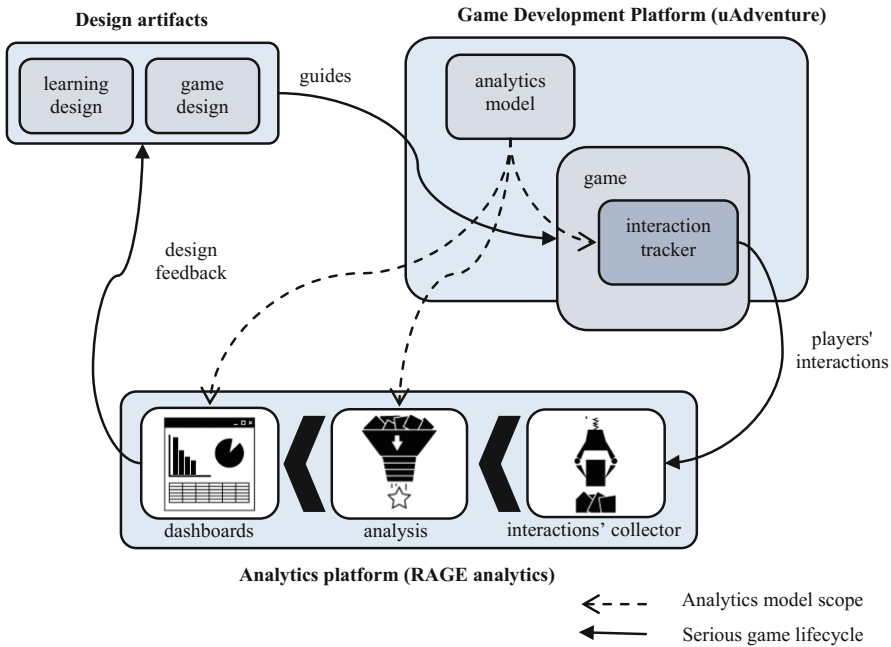 Design artifacts
Game Development Platform (uAdventure)
learning
design
game
design
guides
analytics
model
game
interaction
tracker
design
feedback
players'
interactions
dashboards
analysis
interactions’ collector
Analytics platform (RAGE analytics)
Analytics model scope
Serious game lifecycle